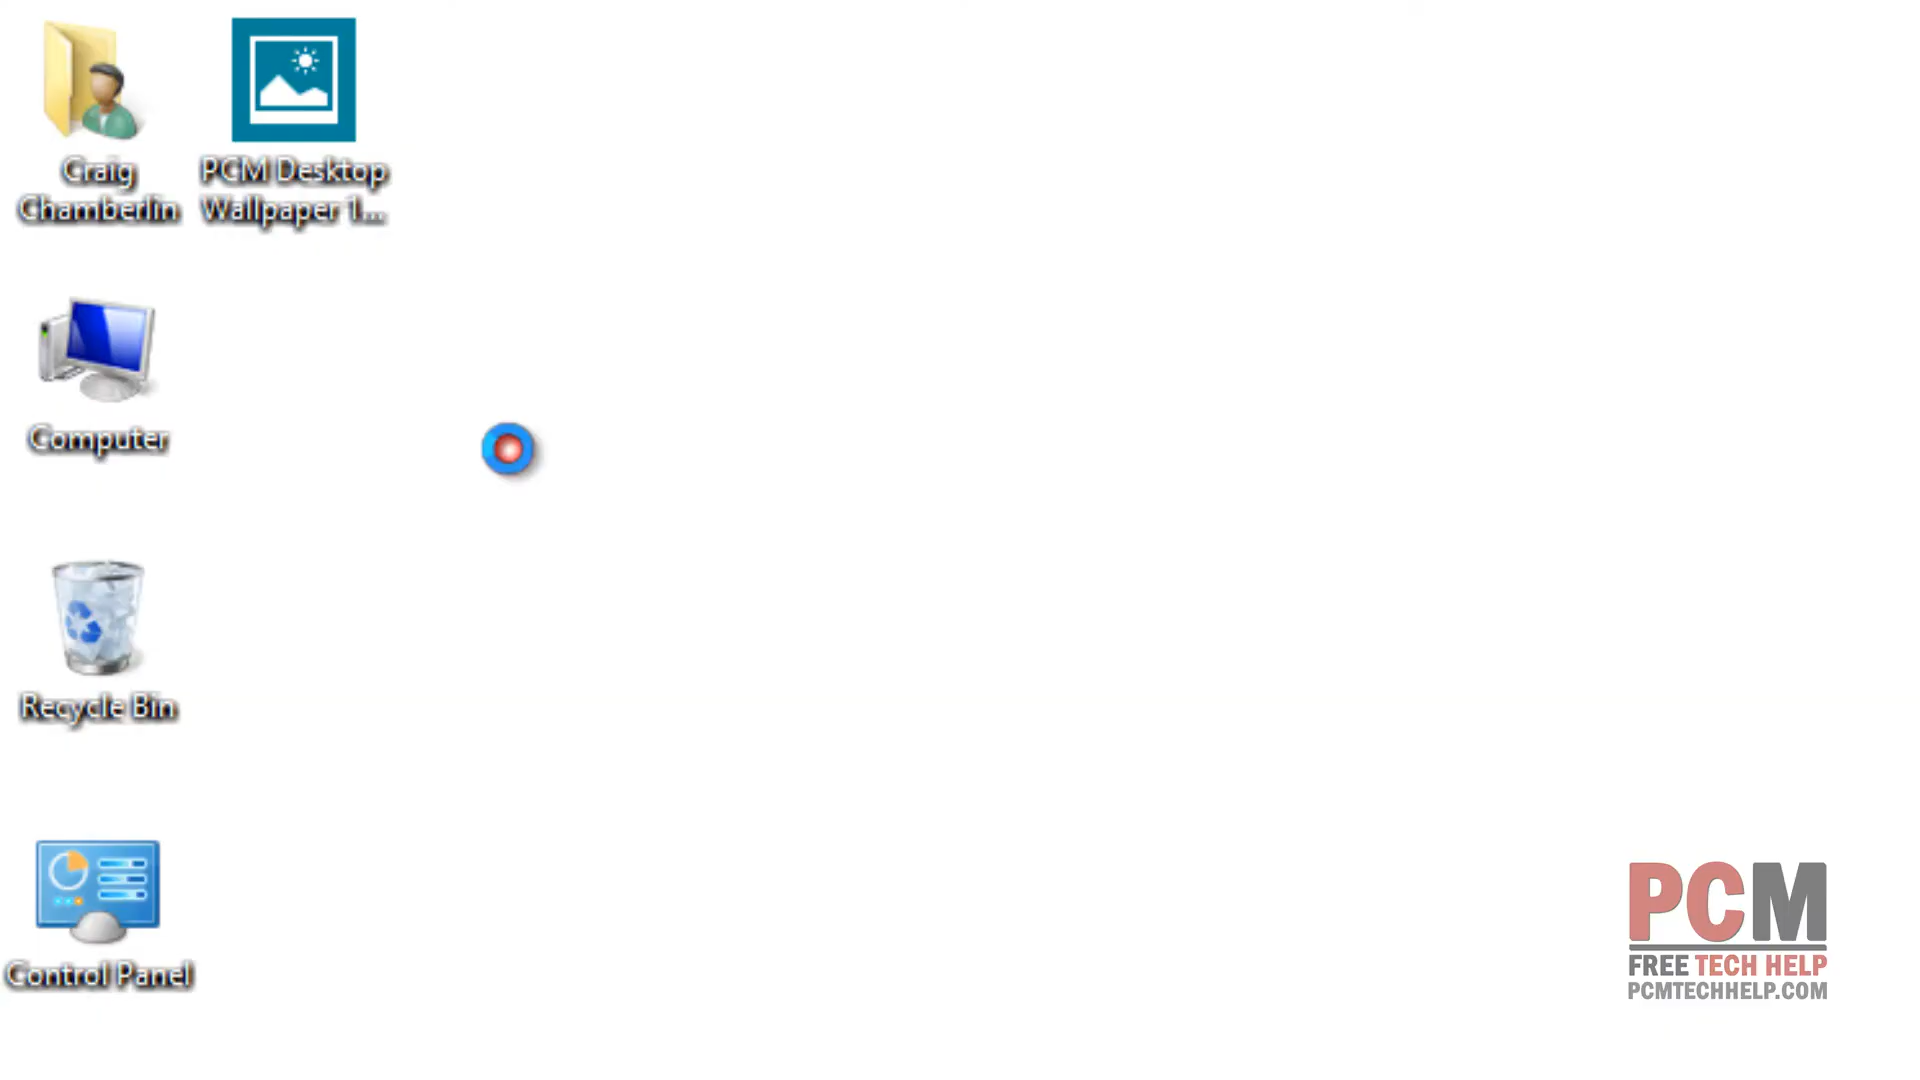 Craig
Chamberlin
PCM Desktop
Wallpaper 1...
Computer
Recycle Bin
Control Panel
PCM
FREE TECH HELP
PCMTECHHELP.COM